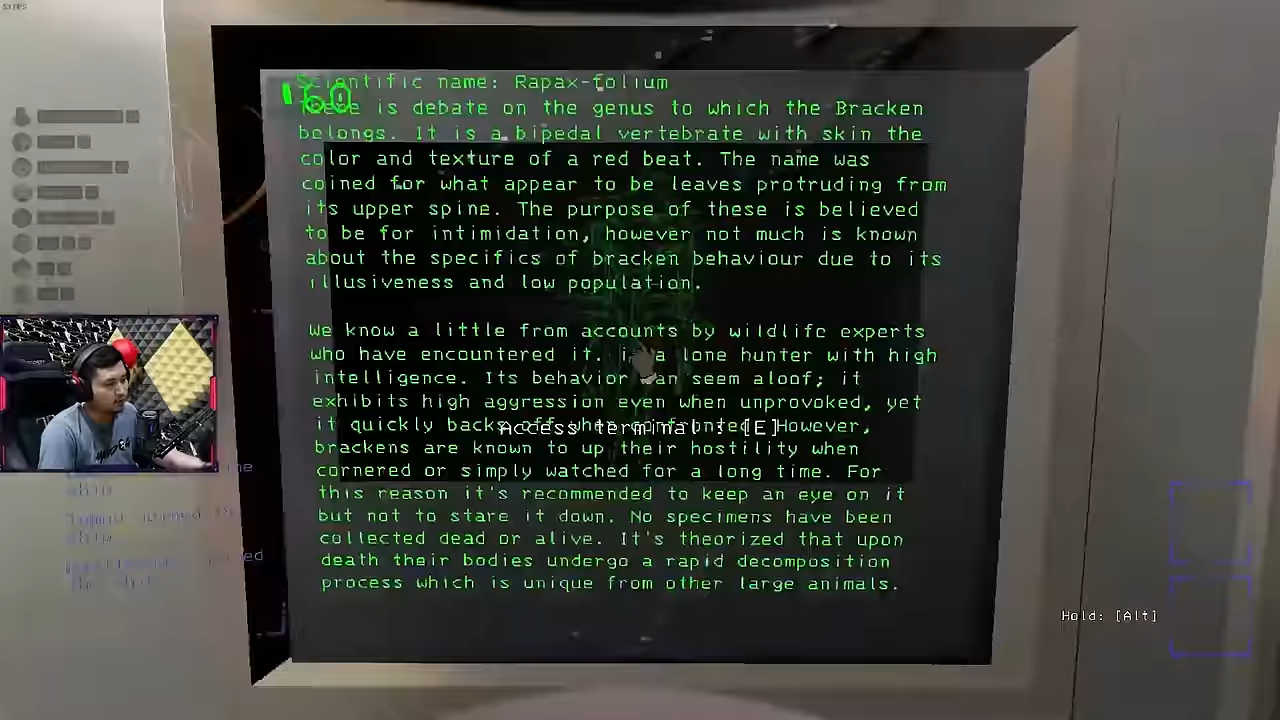 Scientific name: Rapax-folium
'60
is debate on the genus to which the Bracken
belongs. It is a bipedal vertebrate with skin the
color and texture of a red beat. The name was
coined for what appear to be leaves protruding from
its upper spine. The purpose of these is believed
to be for intimidation, however not much is known
about the specifics of bracken behaviour due to its
illusiveness and low population.
We know a little from accounts by wildlife experts
who have encountered it. a lone hunter with high
intelligence. Its behavior can seem aloof; it
exhibits high aggression even when unprovoked, yet
it quickly backs However,
Access terminal : [E]
brackens are known to up their hostility when
cornered or simply watched for a long time. For
this reason it's recommended to keep an eye on it
but not to stare it down. No specimens have been
collected dead or alive. It's theorized that upon
death their bodies undergo a rapid decomposition
process which is unique from other large animals.
Hold: [Alt]
ship